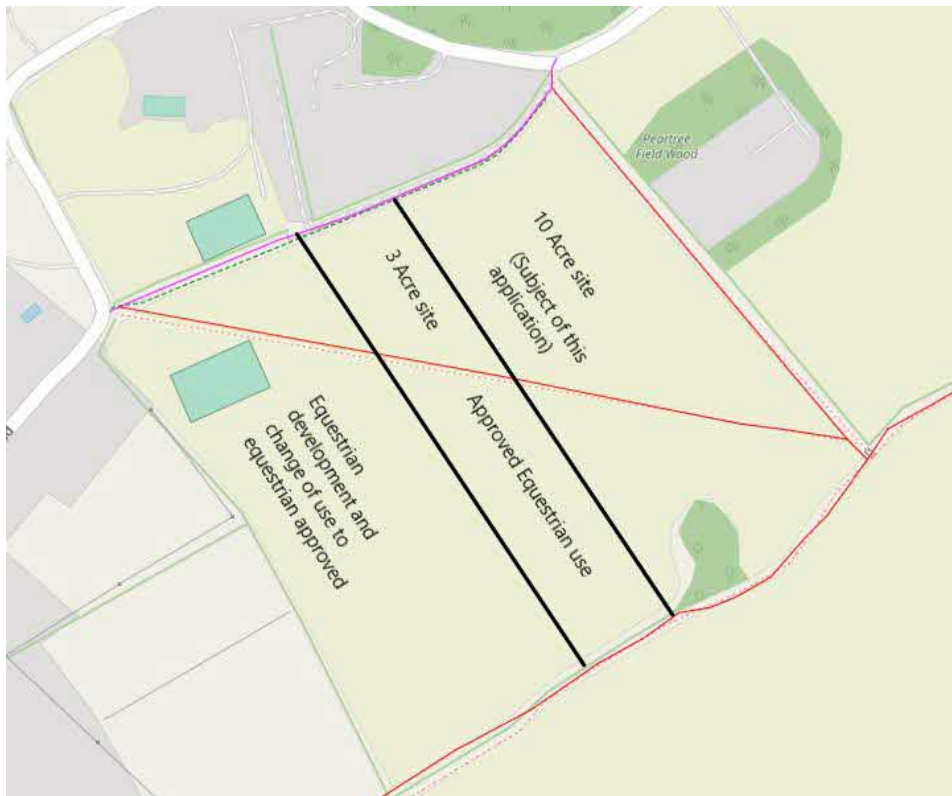 Peartree
Field Wood
10 Acre site
(Subject of this
application)
3 Acre site
Approved Equestrian use
Equestrian
development and
change of use to
equestrian approved